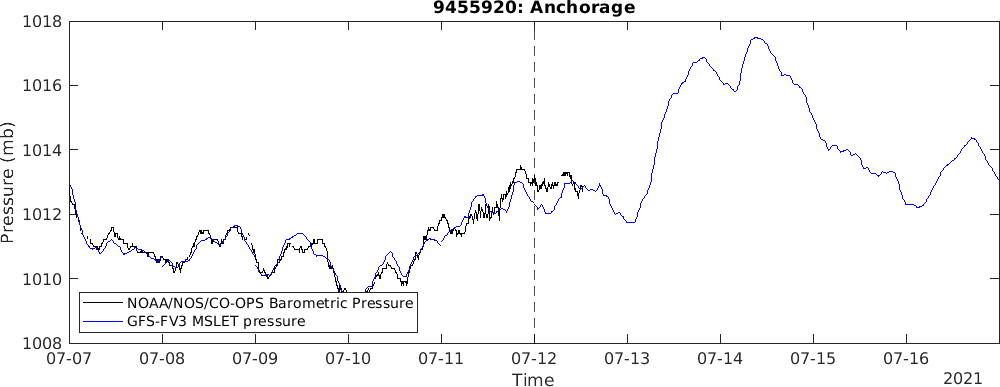 9455920: Anchorage
1018
1016
1014
1012
1010
1008
Pressure (mb)
NOAA/NOS/CO-OPS Barometric Pressure
GFS-FV3 MSLET pressure
07-07 07-08 07-09 07-10 07-11 07-12 07-13 07-14 07-15 07-16
Time
2021